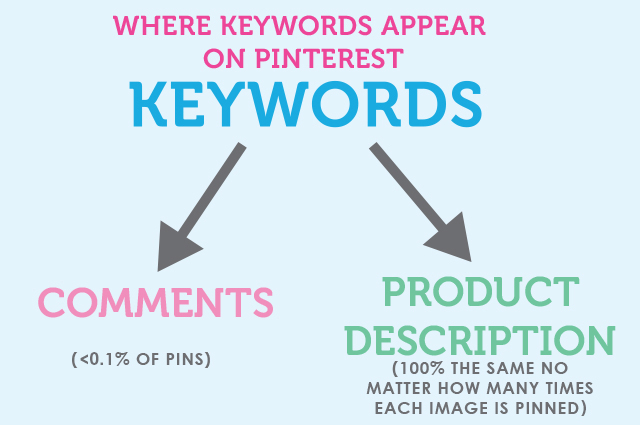 WHERE KEYWORDS APPEAR
ON PINTEREST
KEYWORDS
COMMENTS
(<0.1% OF PINS)
PRODUCT
DESCRIPTION
(100% THE SAME NO
MATTER HOW MANY TIMES
EACH IMAGE IS PINNED)